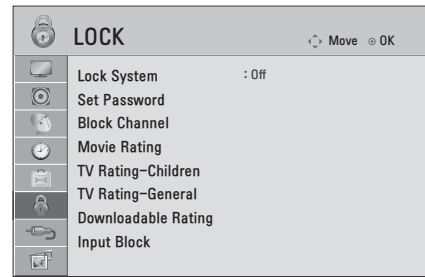 LOCK
Move OK
Lock System : Off
Set Password
Block Channel
Movie Rating
TV Rating-Children
TV Rating-General
Downloadable Rating
Input Block